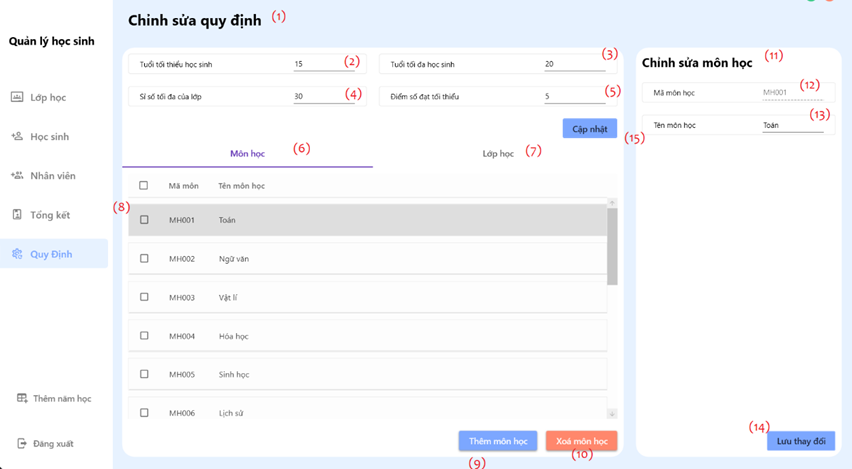 Quản lý học sinh
Lớp học
Học sinh
Nhân viên
Tổng kết
Quy Định
Thêm năm học
Đăng xuất
Chỉnh sửa quy định (1)
Tuổi tối thiểu học sinh 15 (2)
Tuổi tối đa học sinh 20 (3)
Sỉ số tối đa của lớp 30 (4)
Điểm số đạt tối thiểu 5 (5)
Cập nhật (15)
Môn học (6)
Lớp học (7)
Mã môn Tên môn học
(8) MH001 Toán
MH002 Ngữ văn
MH003 Vật lí
MH004 Hóa học
MH005 Sinh học
MH006 Lịch sử
Thêm môn học
(9)
Xoá môn học
(10)
Chỉnh sửa môn học (11)
Mã môn học MH001 (12)
Tên môn học Toán (13)
(14)
Lưu thay đổi